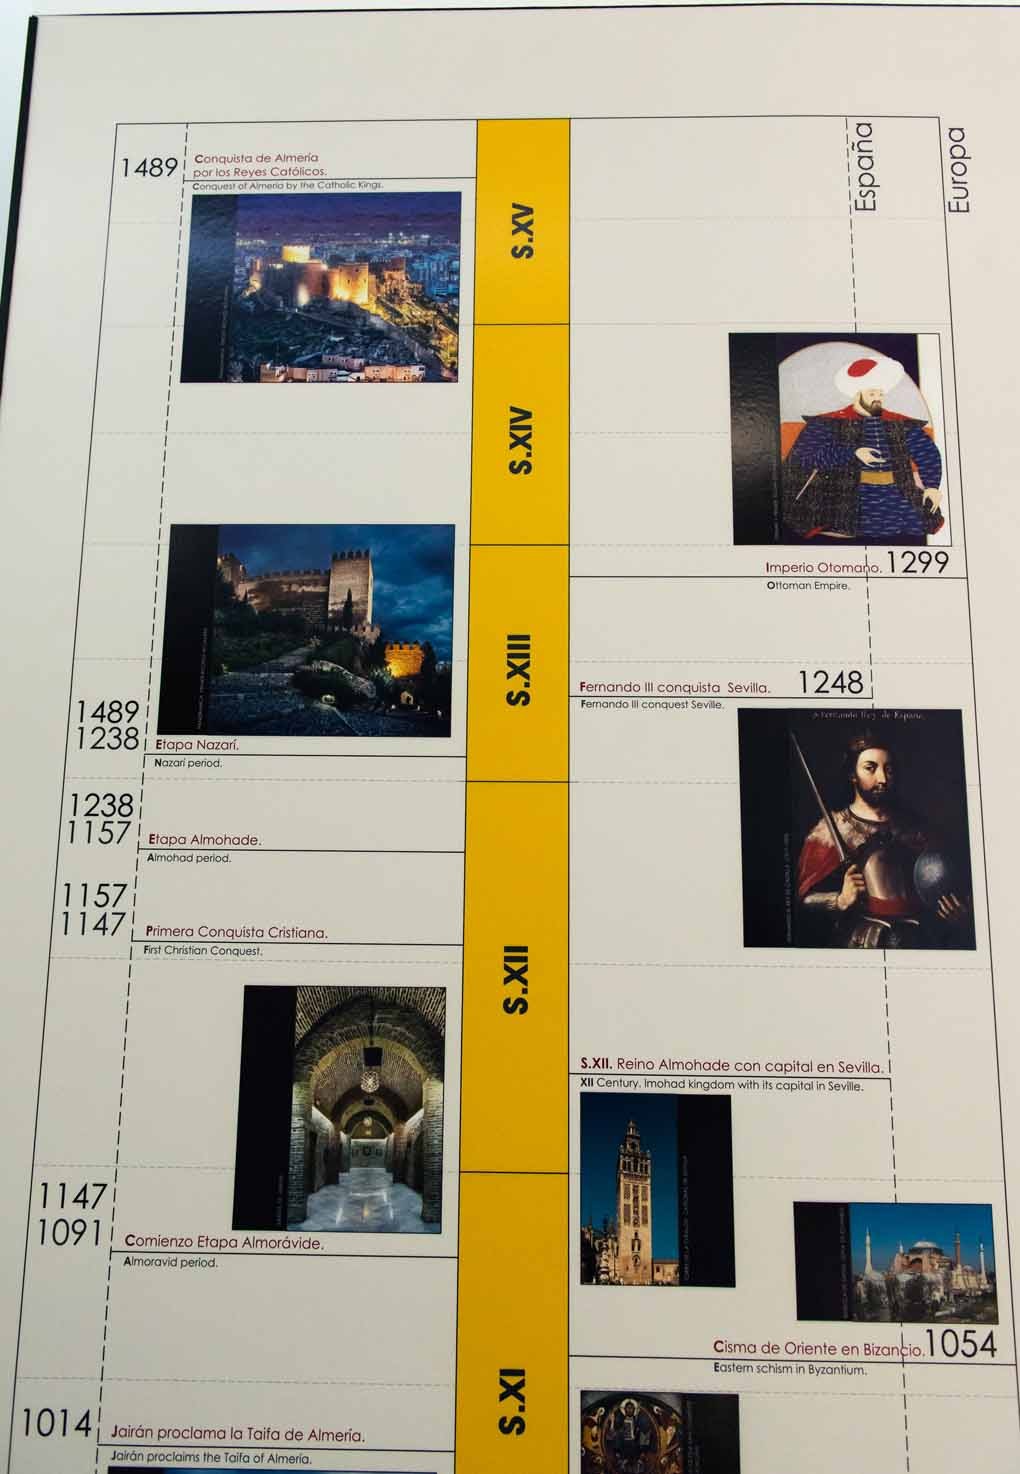 España
Europa
1489
Conquista de Almería
por los Reyes Católicos.
Conquest of Almeria by the Catholic Kings.
S.XV
S.XIV
Imperio Otomano. 1299
Ottoman Empire.
S.XIII
Fernando III conquista Sevilla. 1248
Fernando III conquest Seville.
S Fernando Rey de España.
1489
1238
Etapa Nazarí.
Nazarí period.
1238
1157
Etapa Almohade.
Almohad period.
1157
1147
Primera Conquista Cristiana.
First Christian Conquest.
S.XII
S.XII. Reino Almohade con capital en Sevilla.
XII Century. Imohad kingdom with its capital in Seville.
1147
1091
Comienzo Etapa Almorávide.
Almoravid period.
Cisma de Oriente en Bizancio. 1054
Eastern schism in Byzantium.
S.XI
1014
Jairán proclama la Taifa de Almería.
Jairán proclaims the Taifa of Almería.